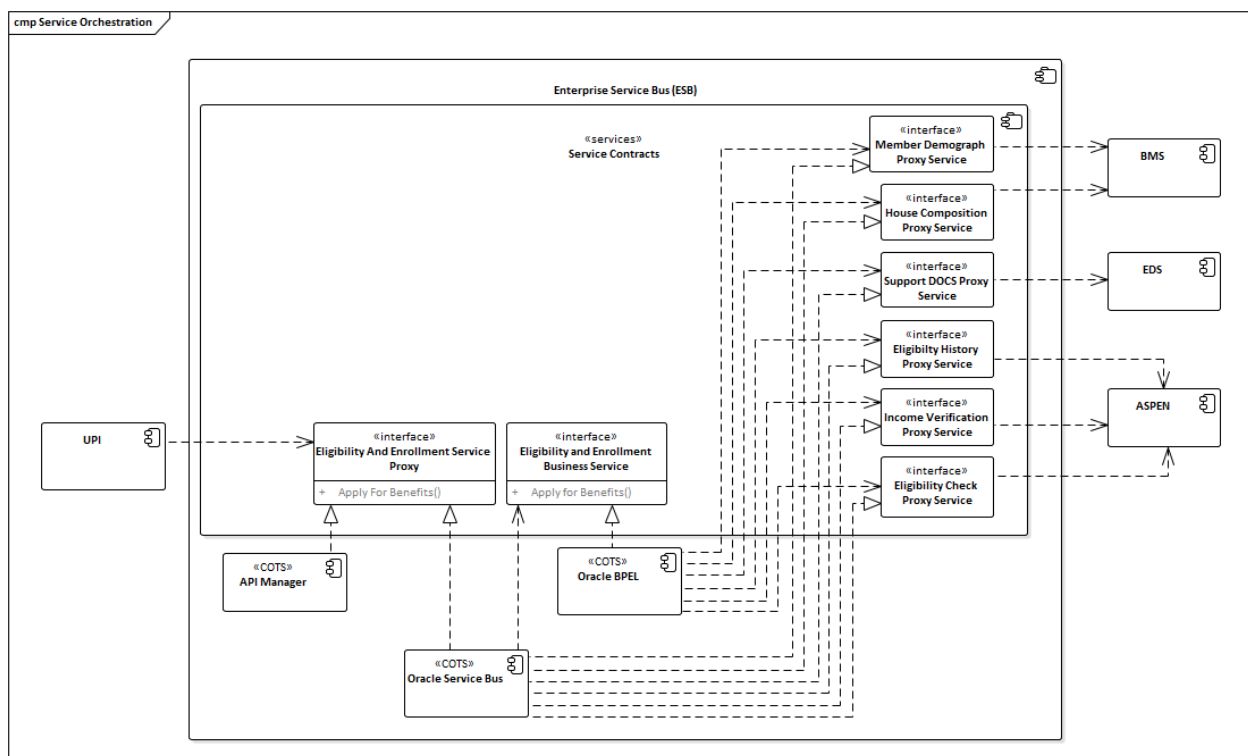 cmp Service Orchestration
Enterprise Service Bus (ESB)
«services»
Service Contracts
«interface»
Member Demograph
Proxy Service
BMS
«interface»
House Composition
Proxy Service
«interface»
Support DOCS Proxy
Service
EDS
«interface»
Eligibilty History
Proxy Service
«interface»
Income Verification
Proxy Service
ASPEN
«interface»
Eligibility Check
Proxy Service
UPI
«interface»
Eligibility And Enrollment Service
Proxy
+ Apply For Benefits()
«interface»
Eligibility and Enrollment
Business Service
+ Apply for Benefits()
«COTS»
API Manager
«COTS»
Oracle BPEL
«COTS»
Oracle Service Bus